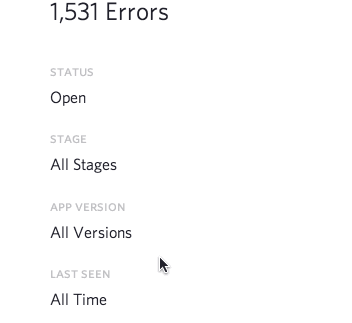 1,531 Errors
STATUS
Open
STAGE
All Stages
APP VERSION
All Versions
LAST SEEN
All Time